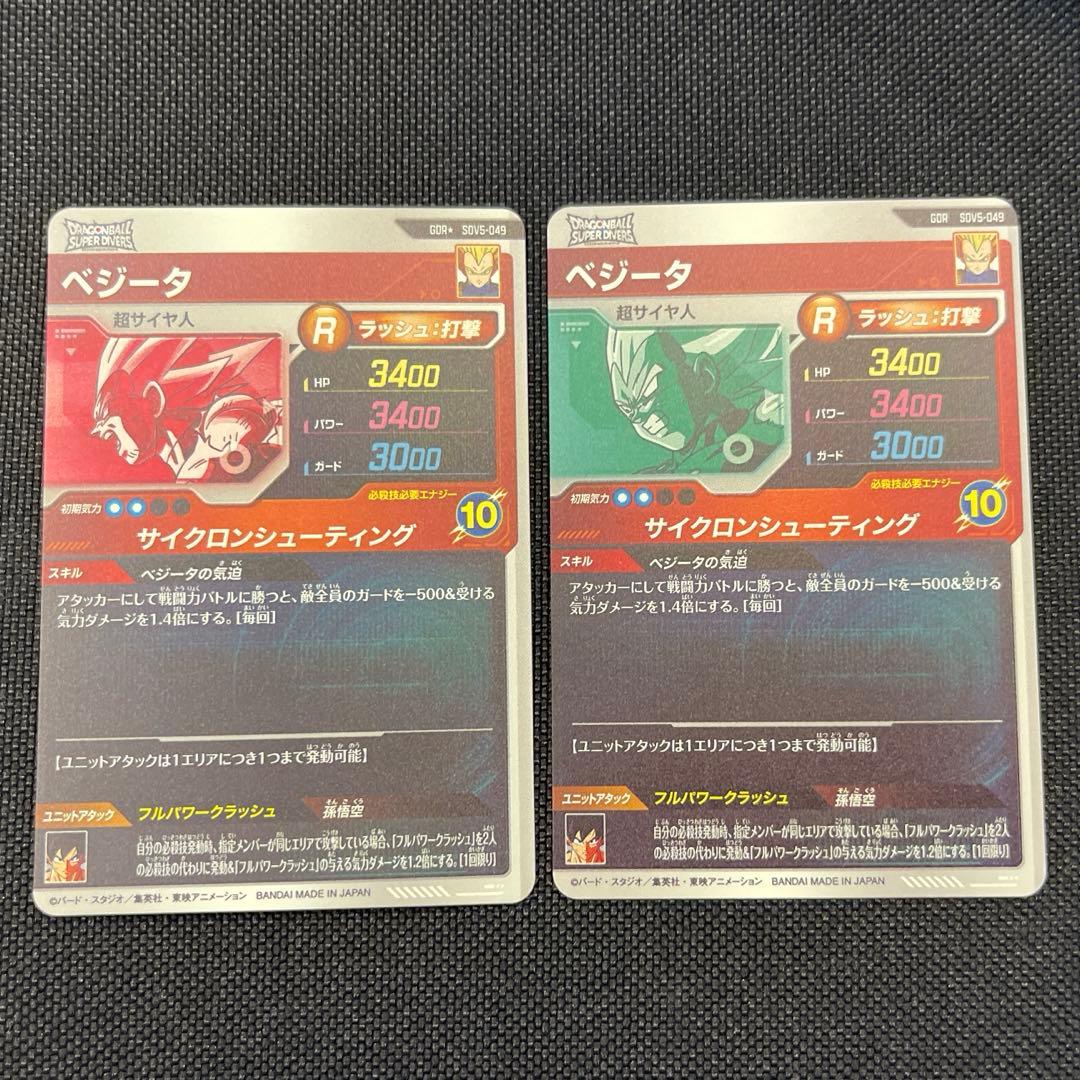 DRAGONBALL
SUPER DIVERS
GDR★ SDV5-049
ベジータ
超サイヤ人
R ラッシュ:打撃
HP 3400
パワー 3400
ガード 3000
初期気力
必殺技必要エナジー
10
サイクロンシューティング
スキル ベジータの気迫
アタッカーにして戦闘力バトルに勝つと、敵全員のガードを-500&受ける
気力ダメージを1.4倍にする。[毎回]
【ユニットアタックは1エリアにつき1つまで発動可能】
ユニットアタック フルパワークラッシュ 孫悟空
自分の必殺技発動時、指定メンバーが同じエリアで攻撃している場合、「フルパワークラッシュ」を2人
の必殺技の代わりに発動&「フルパワークラッシュ」の与える気力ダメージを1.2倍にする。[1回限り]
©バード・スタジオ/集英社・東映アニメーション BANDAI MADE IN JAPAN
DRAGONBALL
SUPER DIVERS
GDR SDV5-049
ベジータ
超サイヤ人
R ラッシュ:打撃
HP 3400
パワー 3400
ガード 3000
初期気力
必殺技必要エナジー
10
サイクロンシューティング
スキル ベジータの気迫
アタッカーにして戦闘力バトルに勝つと、敵全員のガードを-500&受ける
気力ダメージを1.4倍にする。[毎回]
【ユニットアタックは1エリアにつき1つまで発動可能】
ユニットアタック フルパワークラッシュ 孫悟空
自分の必殺技発動時、指定メンバーが同じエリアで攻撃している場合、「フルパワークラッシュ」を2人
の必殺技の代わりに発動&「フルパワークラッシュ」の与える気力ダメージを1.2倍にする。[1回限り]
©バード・スタジオ/集英社・東映アニメーション BANDAI MADE IN JAPAN